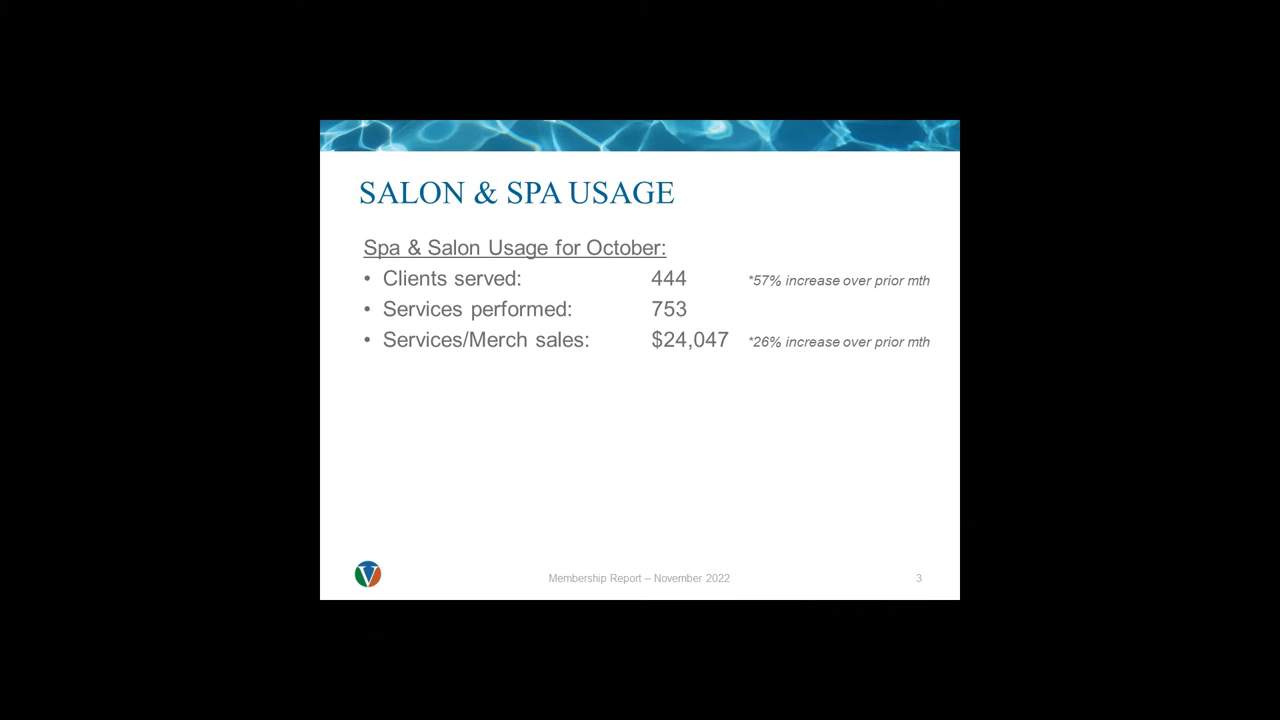 SALON & SPA USAGE
Spa & Salon Usage for October:
• Clients served: 444 *57% increase over prior mth
• Services performed: 753
• Services/Merch sales: $24,047 *26% increase over prior mth
V
Membership Report – November 2022 3